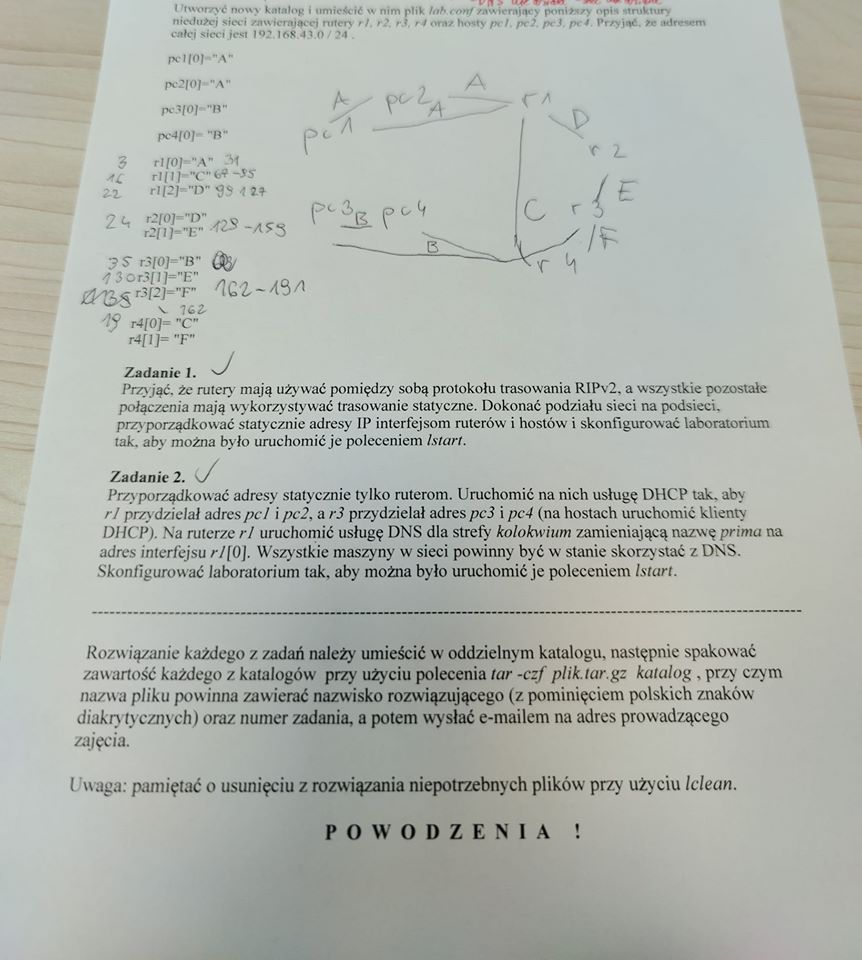 Utworzyć nowy katalog i umieścić w nim plik lab.conf zawierający poniższy opis struktury
niedużej sieci zawierającej rutery r1, r2, r3, r4 oraz hosty pc1, pc2, pc3, pc4. Przyjąć, że adresem
całej sieci jest 192.168.43.0 / 24 .
pc1[0]="A"
pc2[0]="A"
pc3[0]="B"
pc4[0]= "B"
3 r1[0]="A" 31
16 r1[1]="C" 67-95
22 r1[2]="D" 99 127
24 r2[0]="D"
r2[1]="E" 129-159
35 r3[0]="B"
130 r3[1]="E"
135 r3[2]="F" 162-191
162
19 r4[0]= "C"
r4[1]= "F"
A pc2 A r1
pc1 A D
r2
pc3 B pc4 C r3 E
B F
r4
Zadanie 1.
Przyjąć, że rutery mają używać pomiędzy sobą protokołu trasowania RIPv2, a wszystkie pozostałe
połączenia mają wykorzystywać trasowanie statyczne. Dokonać podziału sieci na podsieci,
przyporządkować statycznie adresy IP interfejsom ruterów i hostów i skonfigurować laboratorium
tak, aby można było uruchomić je poleceniem lstart.
Zadanie 2.
Przyporządkować adresy statycznie tylko ruterom. Uruchomić na nich usługę DHCP tak, aby
r1 przydzielał adres pc1 i pc2, a r3 przydzielał adres pc3 i pc4 (na hostach uruchomić klienty
DHCP). Na ruterze r1 uruchomić usługę DNS dla strefy kolokwium zamieniającą nazwę prima na
adres interfejsu r1[0]. Wszystkie maszyny w sieci powinny być w stanie skorzystać z DNS.
Skonfigurować laboratorium tak, aby można było uruchomić je poleceniem lstart.
Rozwiązanie każdego z zadań należy umieścić w oddzielnym katalogu, następnie spakować
zawartość każdego z katalogów przy użyciu polecenia tar -czf plik.tar.gz katalog , przy czym
nazwa pliku powinna zawierać nazwisko rozwiązującego (z pominięciem polskich znaków
diakrytycznych) oraz numer zadania, a potem wysłać e-mailem na adres prowadzącego
zajęcia.
Uwaga: pamiętać o usunięciu z rozwiązania niepotrzebnych plików przy użyciu lclean.
P O W O D Z E N I A !